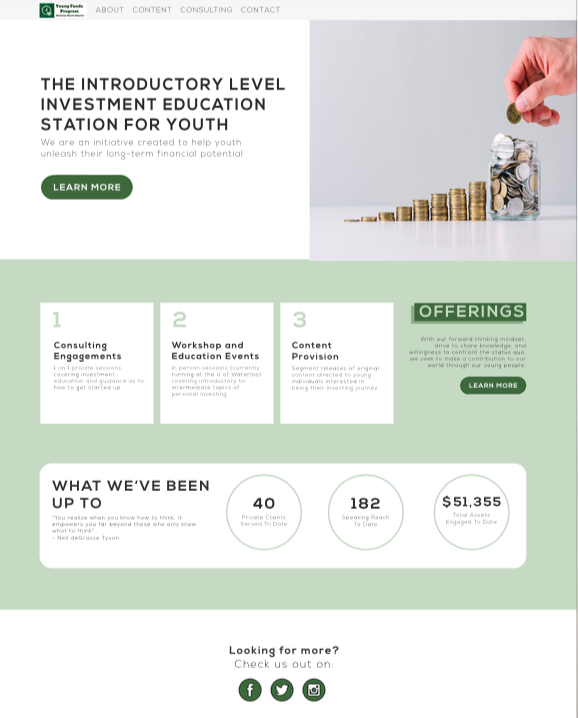 Young Funds
Program
ABOUT CONTENT CONSULTING CONTACT
THE INTRODUCTORY LEVEL
INVESTMENT EDUCATION
STATION FOR YOUTH
We are an initiative created to help youth
unleash their long-term financial potential
LEARN MORE
1
Consulting
Engagements
1 on 1 private sessions
covering investment
education and guidance as to
how to get started up
2
Workshop and
Education Events
In person sessions (currently
running at the U of Waterloo)
covering introductory to
intermediate topics of
personal investing
3
Content
Provision
Segment releases of original
content directed to young
individuals interested in
being their investing journey
OFFERINGS
With our forward thinking mindset,
drive to share knowledge, and
willingness to confront the status quo,
we seek to make a contribution to our
world through our young people.
LEARN MORE
WHAT WE'VE BEEN
UP TO
"You realize when you know how to think, it
empowers you far beyond those who only know
what to think"
- Neil deGrasse Tyson
40
Private Clients
Served To Date
182
Speaking Reach
To Date
$51,355
Total Assets
Engaged To Date
Looking for more?
Check us out on: